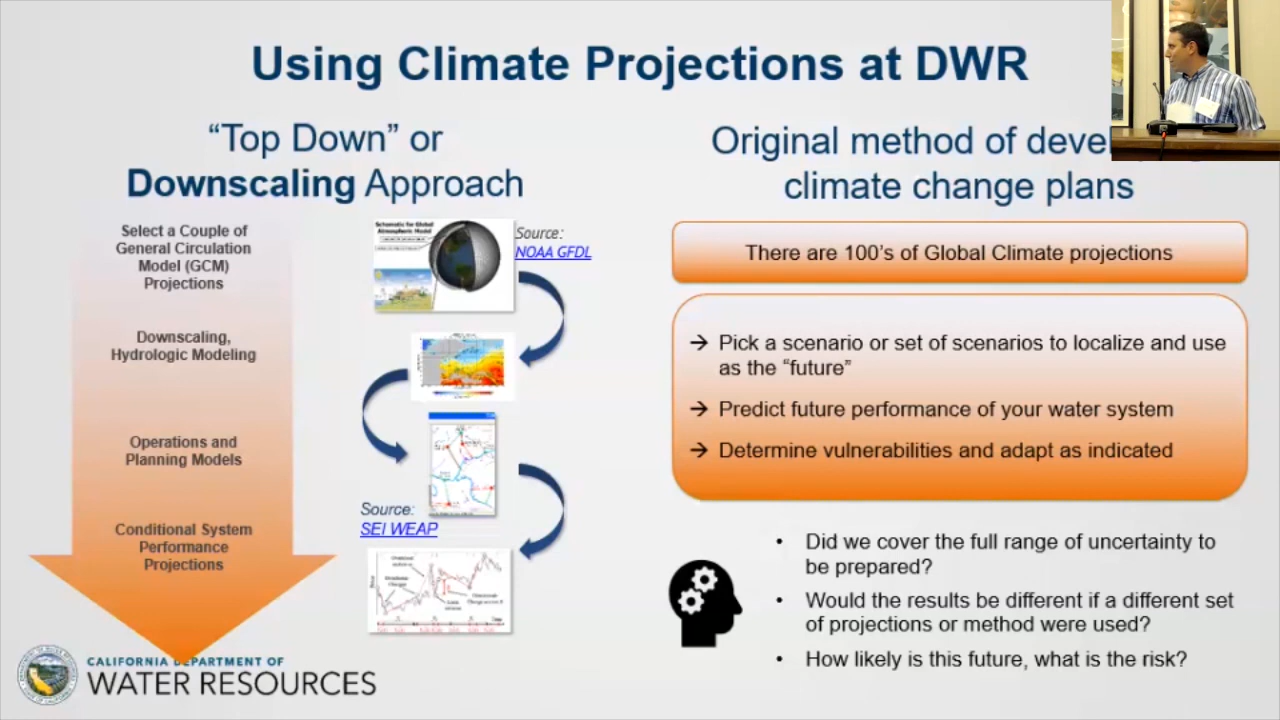 Using Climate Projections at DWR
“Top Down” or
Downscaling Approach
Select a Couple of
General Circulation
Model (GCM)
Projections
Downscaling,
Hydrologic Modeling
Operations and
Planning Models
Conditional System
Performance
Projections
Schematic for Global
Atmospheric Model
Source:
NOAA GFDL
Source:
SEI WEAP
CALIFORNIA DEPARTMENT OF
WATER RESOURCES
Original method of deve
climate change plans
There are 100’s of Global Climate projections
→ Pick a scenario or set of scenarios to localize and use
as the “future”
→ Predict future performance of your water system
→ Determine vulnerabilities and adapt as indicated
• Did we cover the full range of uncertainty to
be prepared?
• Would the results be different if a different set
of projections or method were used?
• How likely is this future, what is the risk?